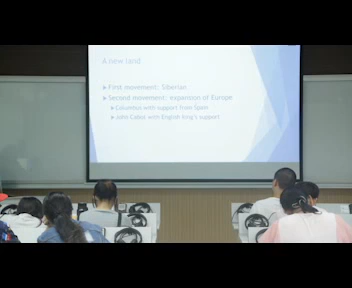 A new land
First movement: Siberian
Second movement: expansion of Europe
Columbus with support from Spain
John Cabot with English king's support